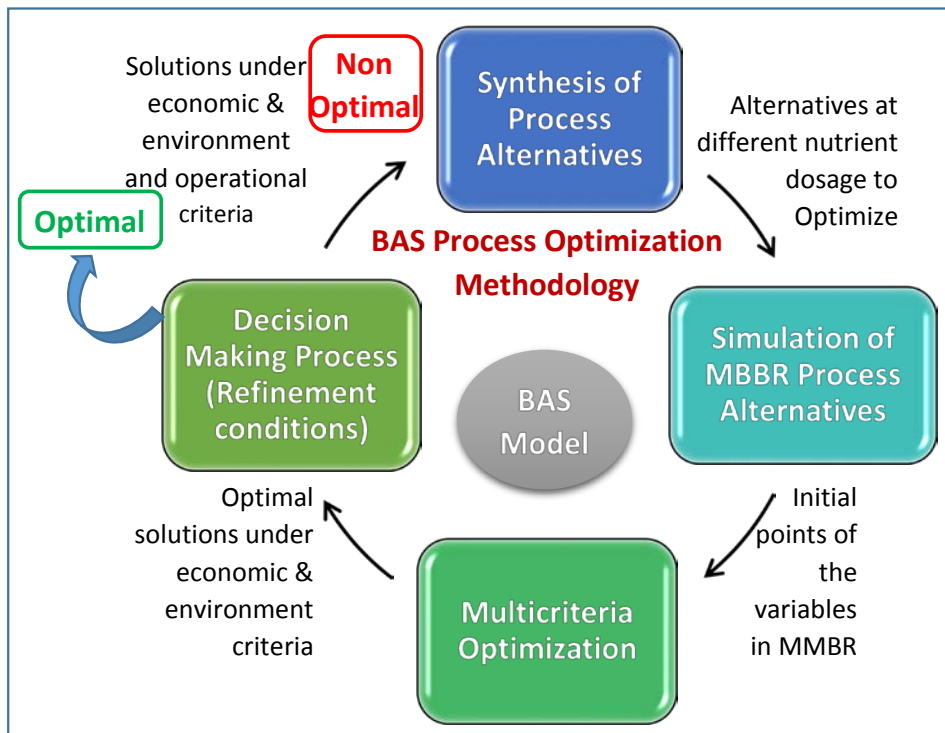 Synthesis of
Process
Alternatives
Alternatives at
different nutrient
dosage to
Optimize
Simulation of
MBBR Process
Alternatives
Initial
points of
the
variables
in MMBR
Multicriteria
Optimization
Optimal
solutions under
economic &
environment
criteria
Decision
Making Process
(Refinement
conditions)
Optimal
Solutions under
economic &
environment
and operational
criteria
Non
Optimal
BAS Process Optimization
Methodology
BAS
Model